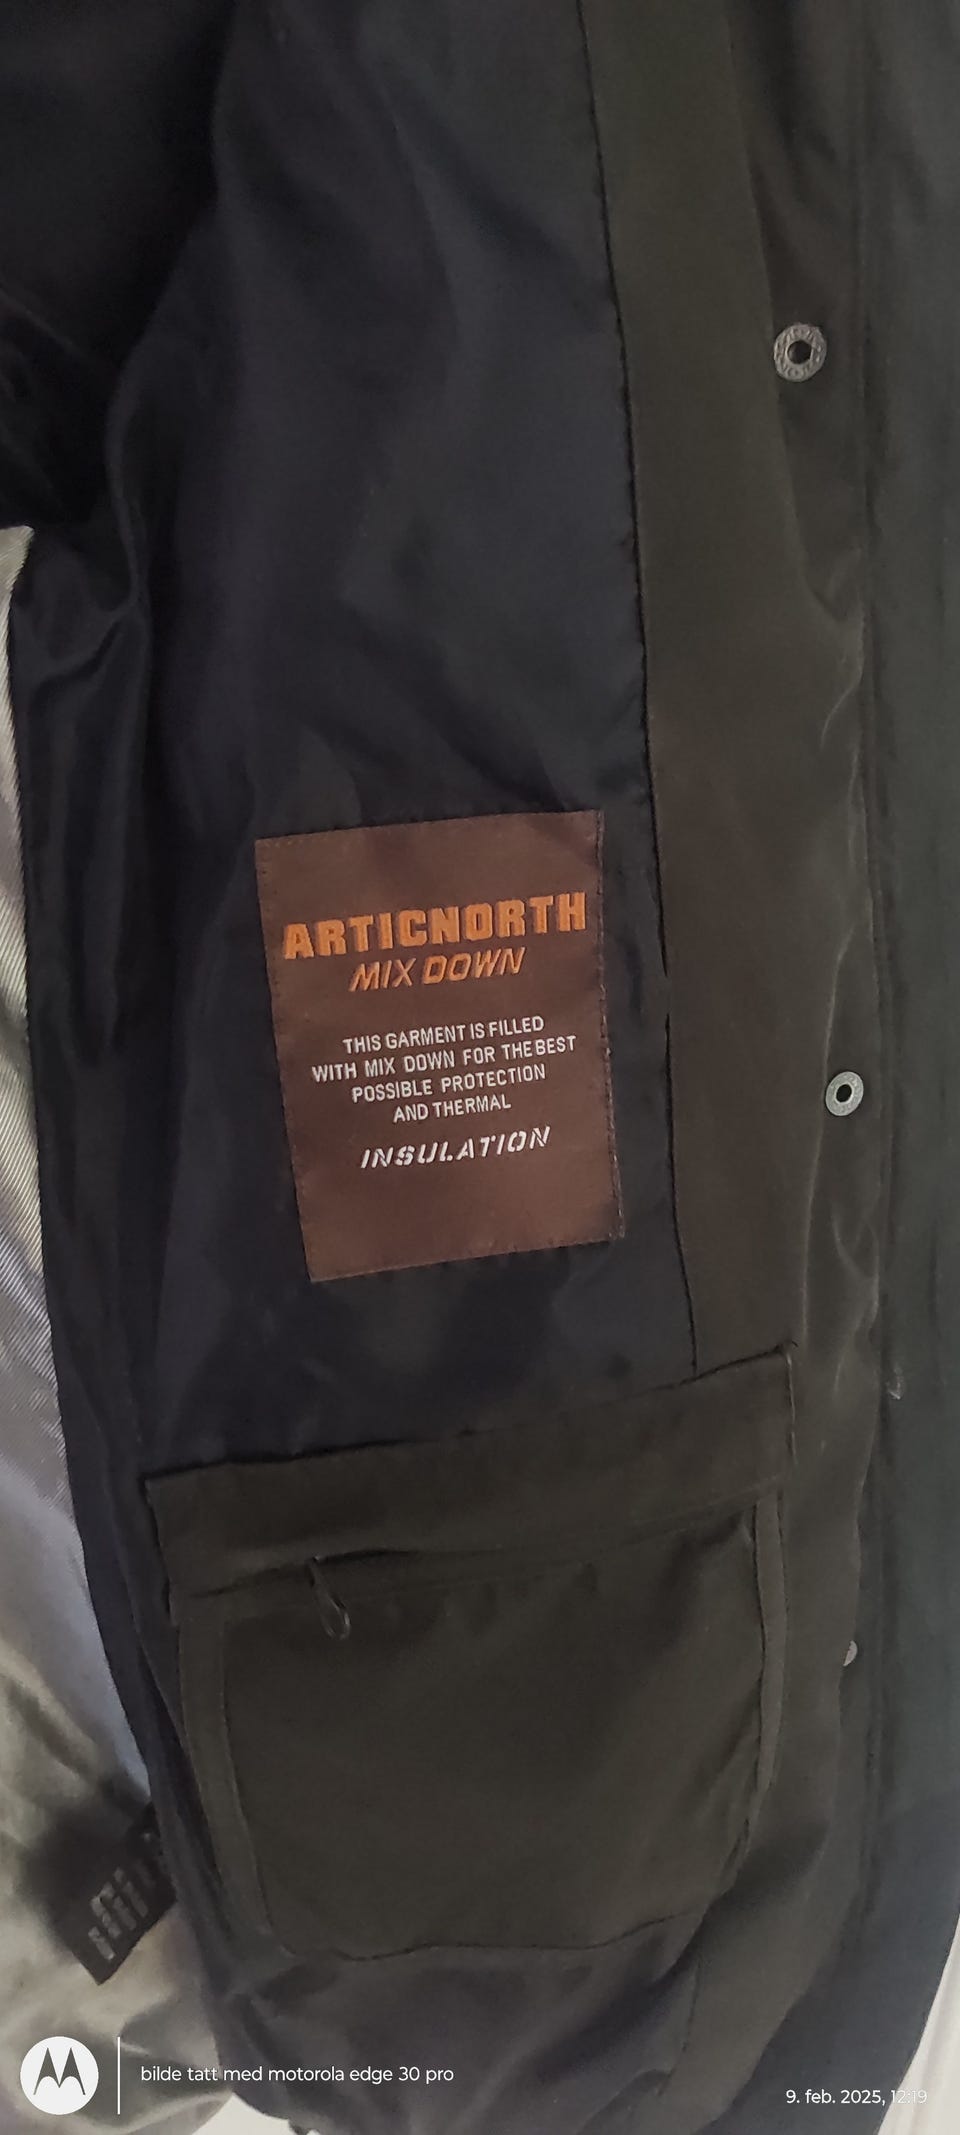 ARTICNORTH
MIX DOWN
THIS GARMENT IS FILLED
WITH MIX DOWN FOR THE BEST
POSSIBLE PROTECTION
AND THERMAL
INSULATION
bilde tatt med motorola edge 30 pro
9. feb. 2025, 12:19